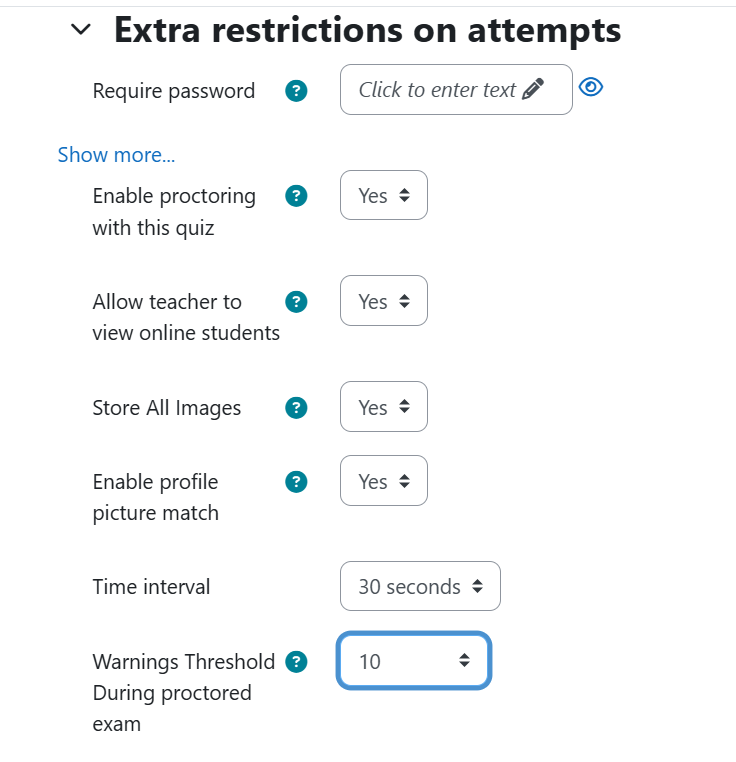 Extra restrictions on attempts
Require password ? Click to enter text
Show more...
Enable proctoring ? Yes
with this quiz
Allow teacher to ? Yes
view online students
Store All Images ? Yes
Enable profile ? Yes
picture match
Time interval 30 seconds
Warnings Threshold ? 10
During proctored
exam